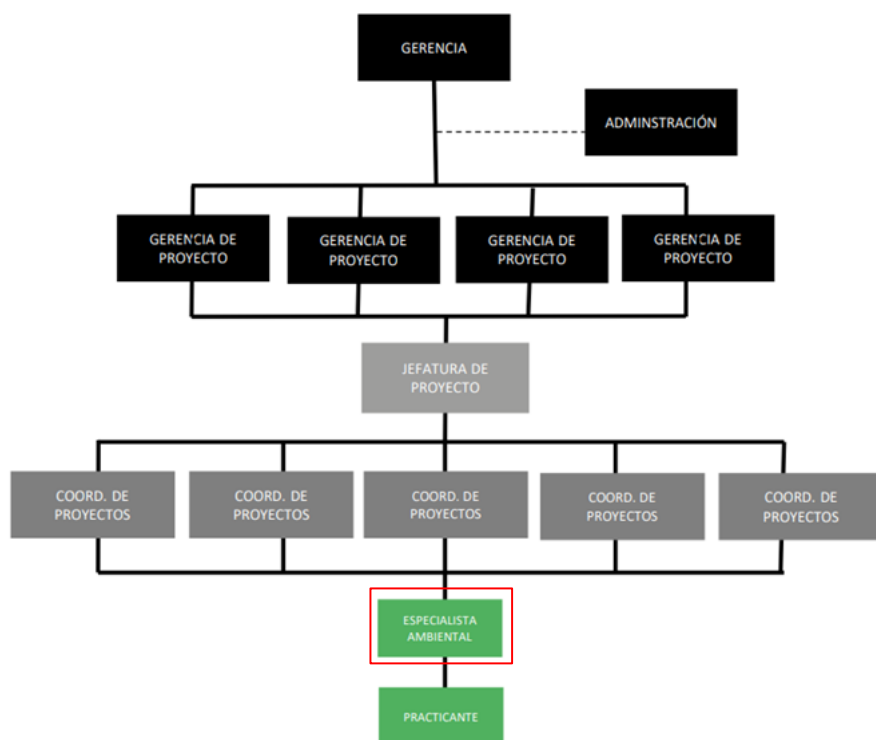 GERENCIA
ADMINSTRACIÓN
GERENCIA DE
PROYECTO
GERENCIA DE
PROYECTO
GERENCIA DE
PROYECTO
GERENCIA DE
PROYECTO
JEFATURA DE
PROYECTO
COORD. DE
PROYECTOS
COORD. DE
PROYECTOS
COORD. DE
PROYECTOS
COORD. DE
PROYECTOS
COORD. DE
PROYECTOS
ESPECIALISTA
AMBIENTAL
PRACTICANTE